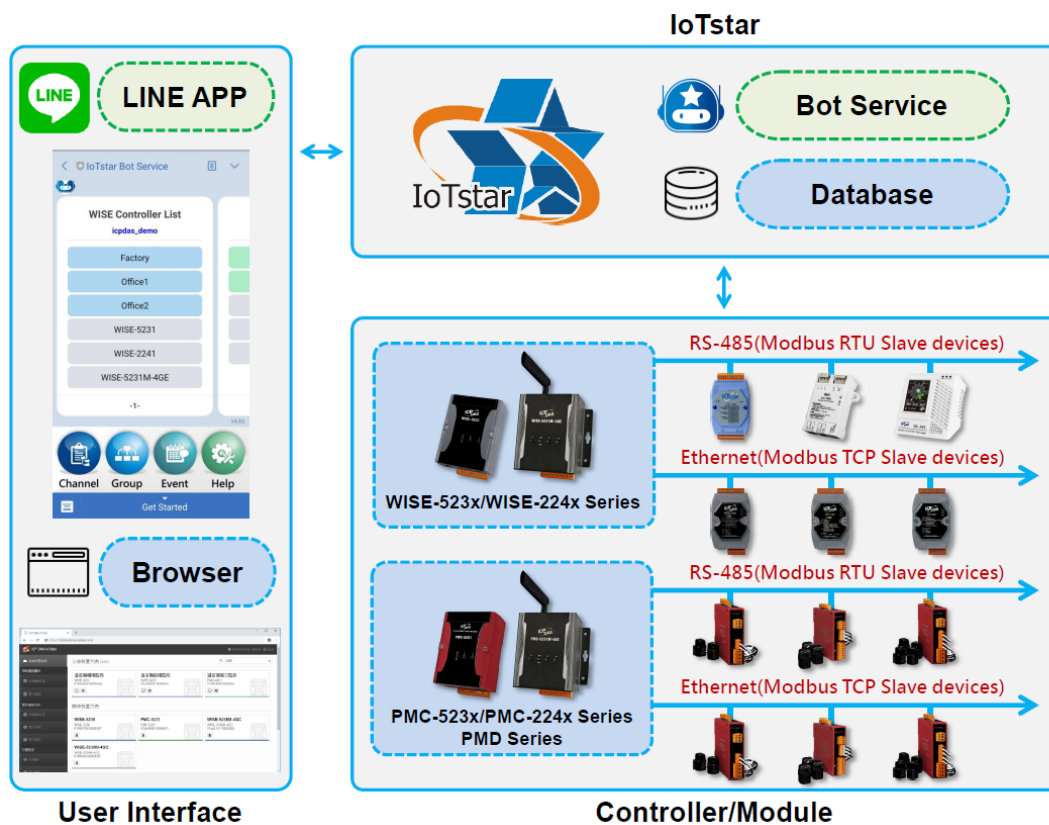 IoTstar
LINE
LINE APP
IoTstar Bot Service
WISE Controller List
icpdas_demo
Factory
Office1
Office2
WISE-5231
WISE-2241
WISE-5231M-4GE
-1-
14:50
Channel
Group
Event
Help
Get Started
Browser
User Interface
IoTstar
Bot Service
Database
WISE-523x/WISE-224x Series
RS-485(Modbus RTU Slave devices)
Ethernet(Modbus TCP Slave devices)
PMC-523x/PMC-224x Series
PMD Series
RS-485(Modbus RTU Slave devices)
Ethernet(Modbus TCP Slave devices)
Controller/Module